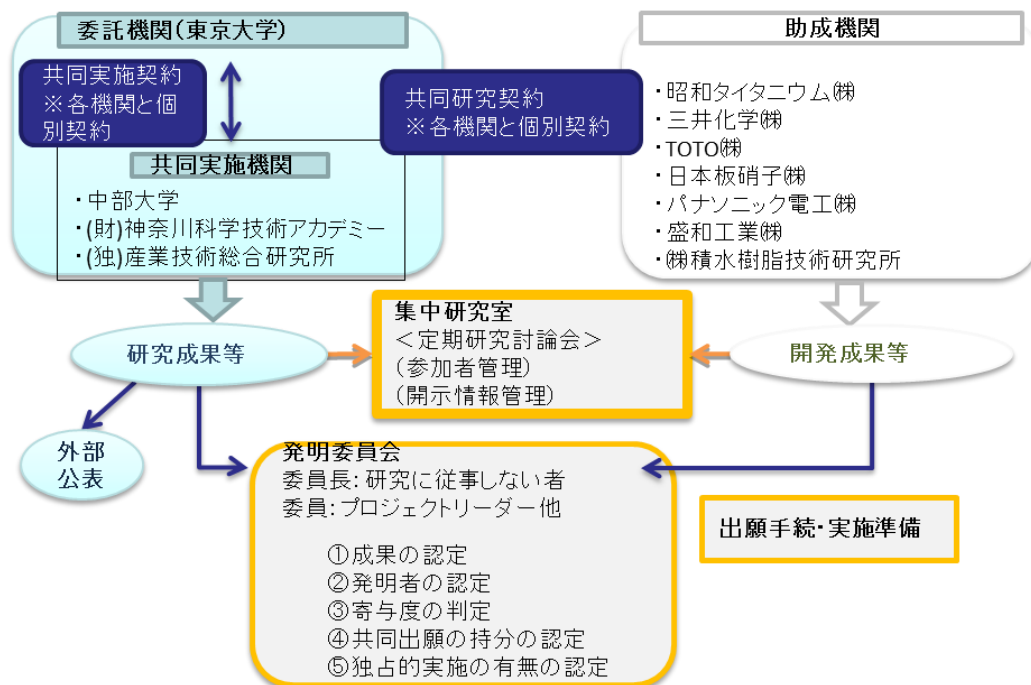 委託機関(東京大学)
共同実施契約
※各機関と個
別契約
共同実施機関
・中部大学
・(財)神奈川科学技術アカデミー
・(独)産業技術総合研究所
共同研究契約
※各機関と個別契約
助成機関
・昭和タイタニウム㈱
・三井化学㈱
・TOTO㈱
・日本板硝子㈱
・パナソニック電工㈱
・盛和工業㈱
・㈱積水樹脂技術研究所
研究成果等
集中研究室
＜定期研究討論会＞
(参加者管理)
(開示情報管理)
開発成果等
外部
公表
発明委員会
委員長：研究に従事しない者
委員：プロジェクトリーダー他
①成果の認定
②発明者の認定
③寄与度の判定
④共同出願の持分の認定
⑤独占的実施の有無の認定
出願手続・実施準備